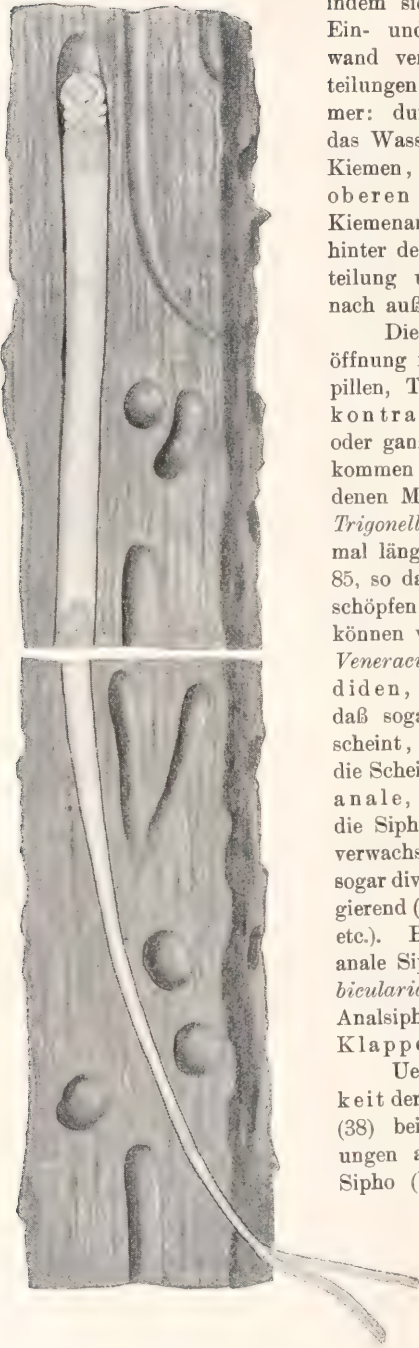 indem sie
Ein- und
wand ver
teilungen
mer: du
das Wass
Kiemen,
oberen
Kiemenar
hinter de
teilung u
nach auß
Die
öffnung
pillen, T
kontra
oder gan
kommen
denen M
Trigonell
mal läng
85, so da
schöpfen
können v
Veneraci
diden,
daß soga
scheint,
die Schei
anale,
die Siph
verwachs
sogar div
gierend (
etc.). E
anale Sip
bicularia
Analsiph
Klappe
Ue
keit der
(38) bei
ungen a
Sipho (